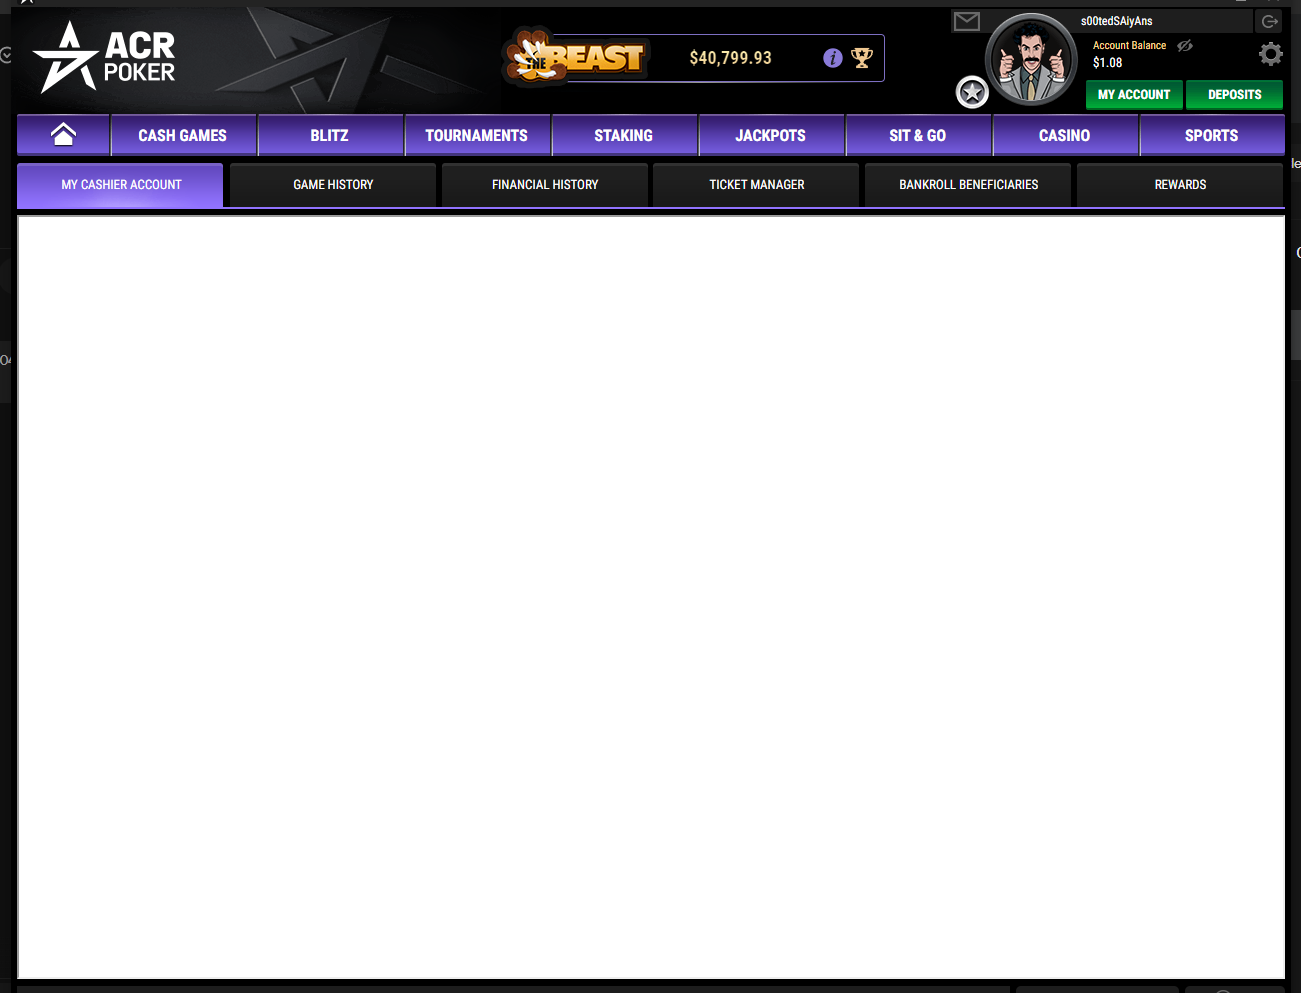 ACR
POKER
THE BEAST
$40,799.93
s00tedSAiyAns
Account Balance
$1.08
MY ACCOUNT
DEPOSITS
CASH GAMES
BLITZ
TOURNAMENTS
STAKING
JACKPOTS
SIT & GO
CASINO
SPORTS
MY CASHIER ACCOUNT
GAME HISTORY
FINANCIAL HISTORY
TICKET MANAGER
BANKROLL BENEFICIARIES
REWARDS